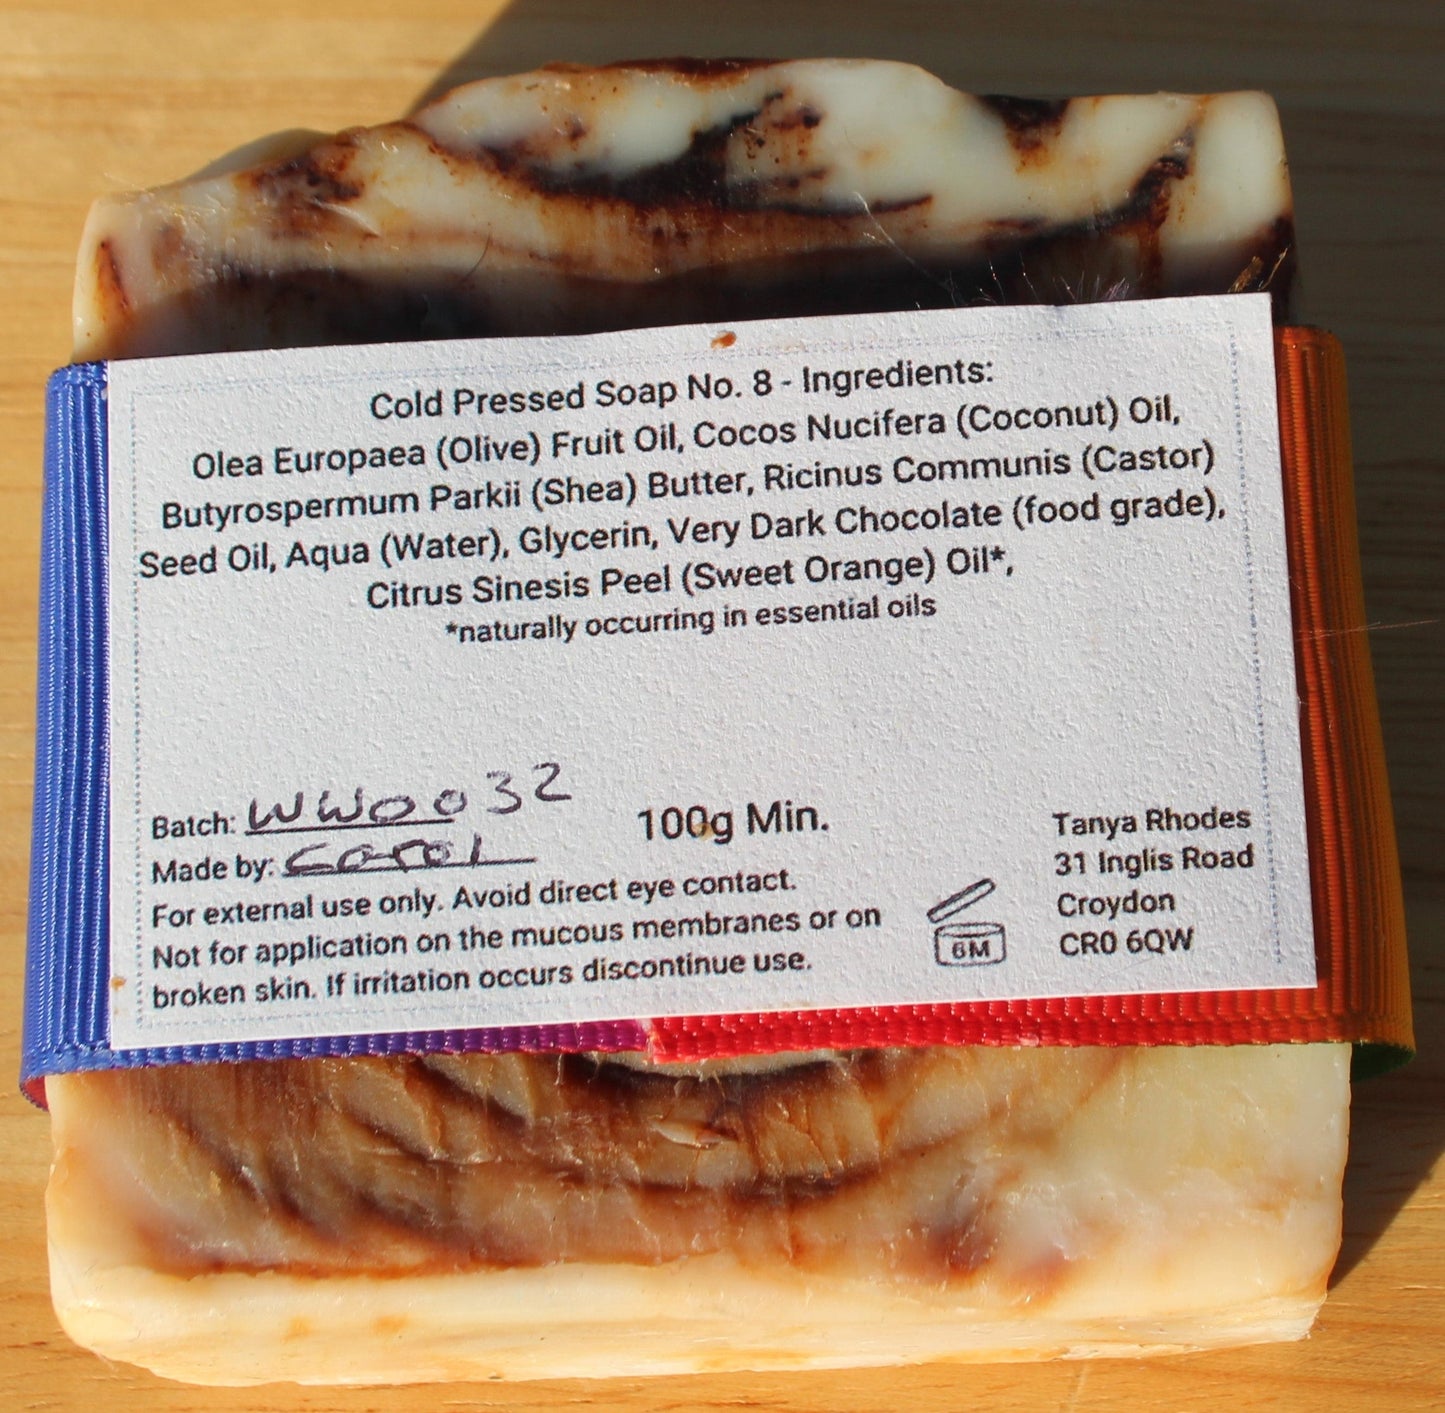 Cold Pressed Soap No. 8 - Ingredients:
Olea Europaea (Olive) Fruit Oil, Cocos Nucifera (Coconut) Oil,
Butyrospermum Parkii (Shea) Butter, Ricinus Communis (Castor)
Seed Oil, Aqua (Water), Glycerin, Very Dark Chocolate (food grade),
Citrus Sinesis Peel (Sweet Orange) Oil*,
*naturally occurring in essential oils
Batch: WW0032
Made by: Carol
100g Min.
For external use only. Avoid direct eye contact.
Not for application on the mucous membranes or on
broken skin. If irritation occurs discontinue use.
6M
Tanya Rhodes
31 Inglis Road
Croydon
CR0 6QW